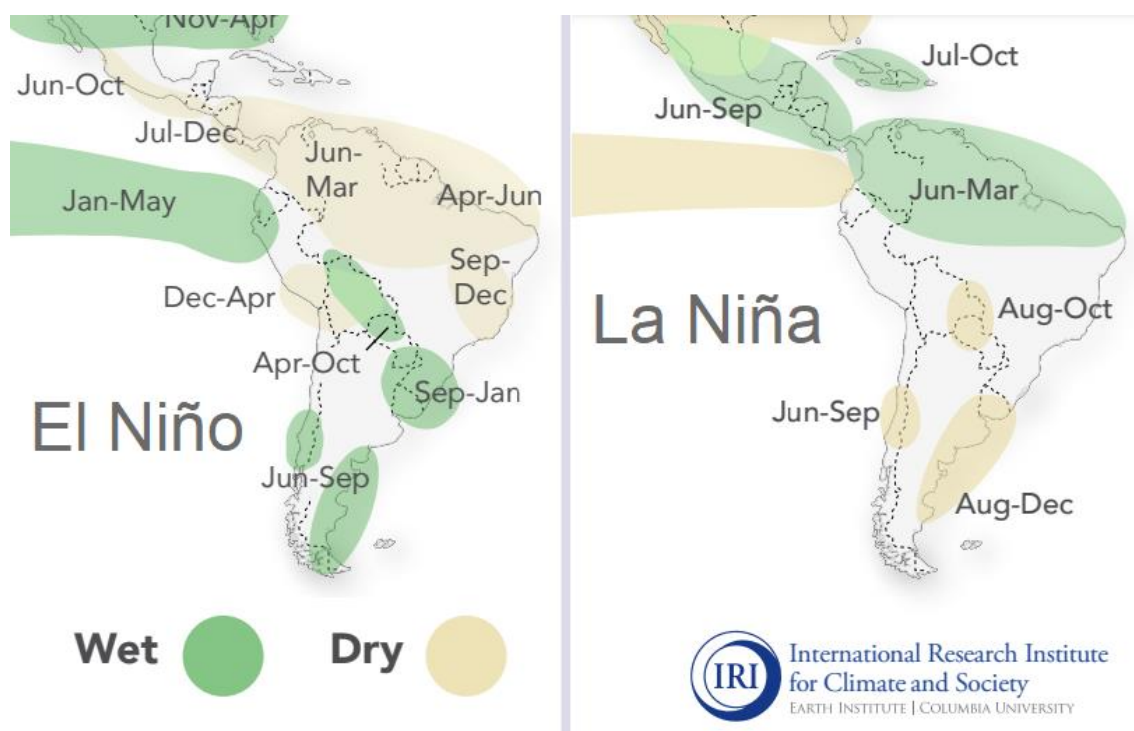 Nov-Apr
Jun-Oct
Jul-Dec
Jun-
Mar
Jan-May
Apr-Jun
Sep-
Dec
Dec-Apr
Apr-Oct
Sep-Jan
El Niño
Jun-Sep
Wet
Dry
Jul-Oct
Jun-Sep
Jun-Mar
La Niña
Aug-Oct
Jun-Sep
Aug-Dec
IRI
International Research Institute
for Climate and Society
EARTH INSTITUTE | COLUMBIA UNIVERSITY